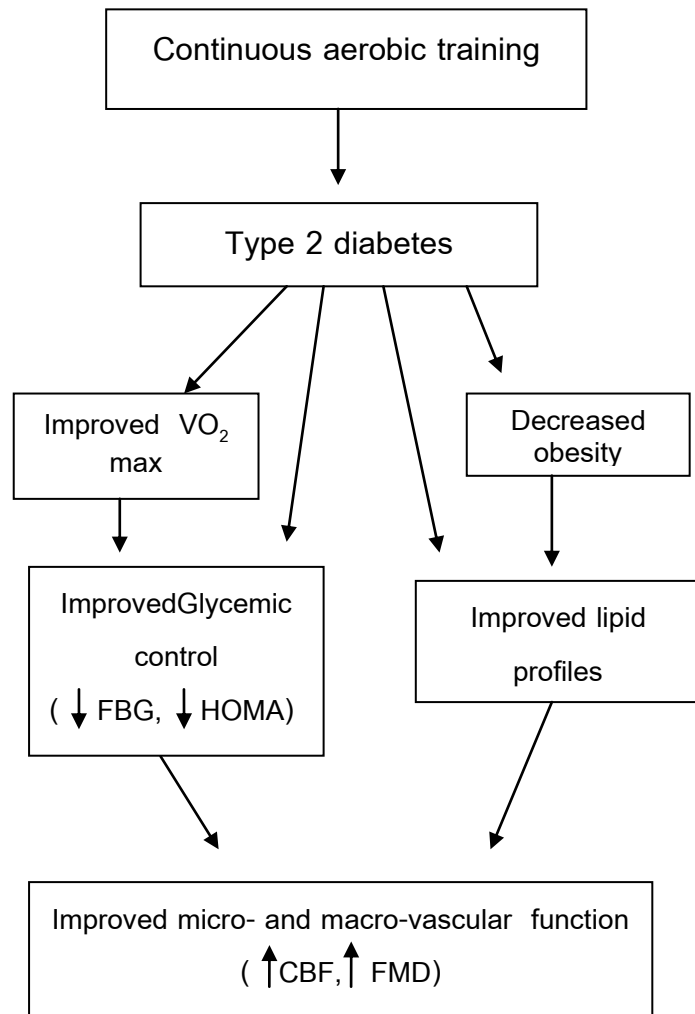 Continuous aerobic training
Type 2 diabetes
Improved VO₂
max
Decreased
obesity
ImprovedGlycemic
control
( ↓ FBG, ↓ HOMA)
Improved lipid
profiles
Improved micro- and macro-vascular function
( ↑CBF,↑ FMD)